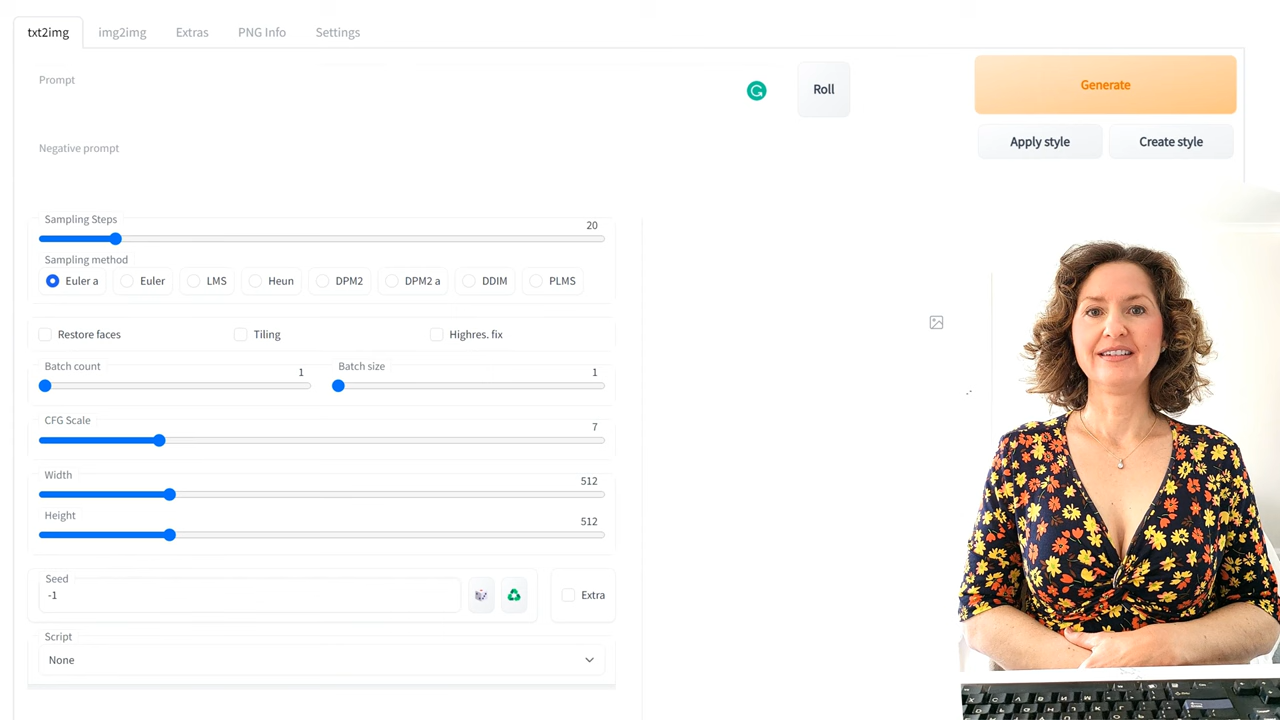 txt2img img2img Extras PNG Info Settings
Prompt
Roll
Generate
Negative prompt
Apply style Create style
Sampling Steps
20
Sampling method
Euler a Euler LMS Heun DPM2 DPM2 a DDIM PLMS
Restore faces Tiling Highres. fix
Batch count 1 Batch size 1
CFG Scale
7
Width
512
Height
512
Seed
-1
Extra
Script
None